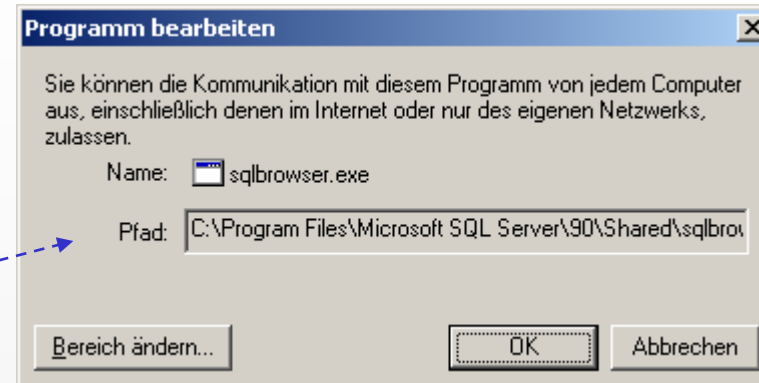 Programm bearbeiten
Sie können die Kommunikation mit diesem Programm von jedem Computer
aus, einschließlich denen im Internet oder nur des eigenen Netzwerks,
zulassen.
Name: sqlbrowser.exe
Pfad: C:\Program Files\Microsoft SQL Server\90\Shared\sqlbrow
Bereich ändern... OK Abbrechen